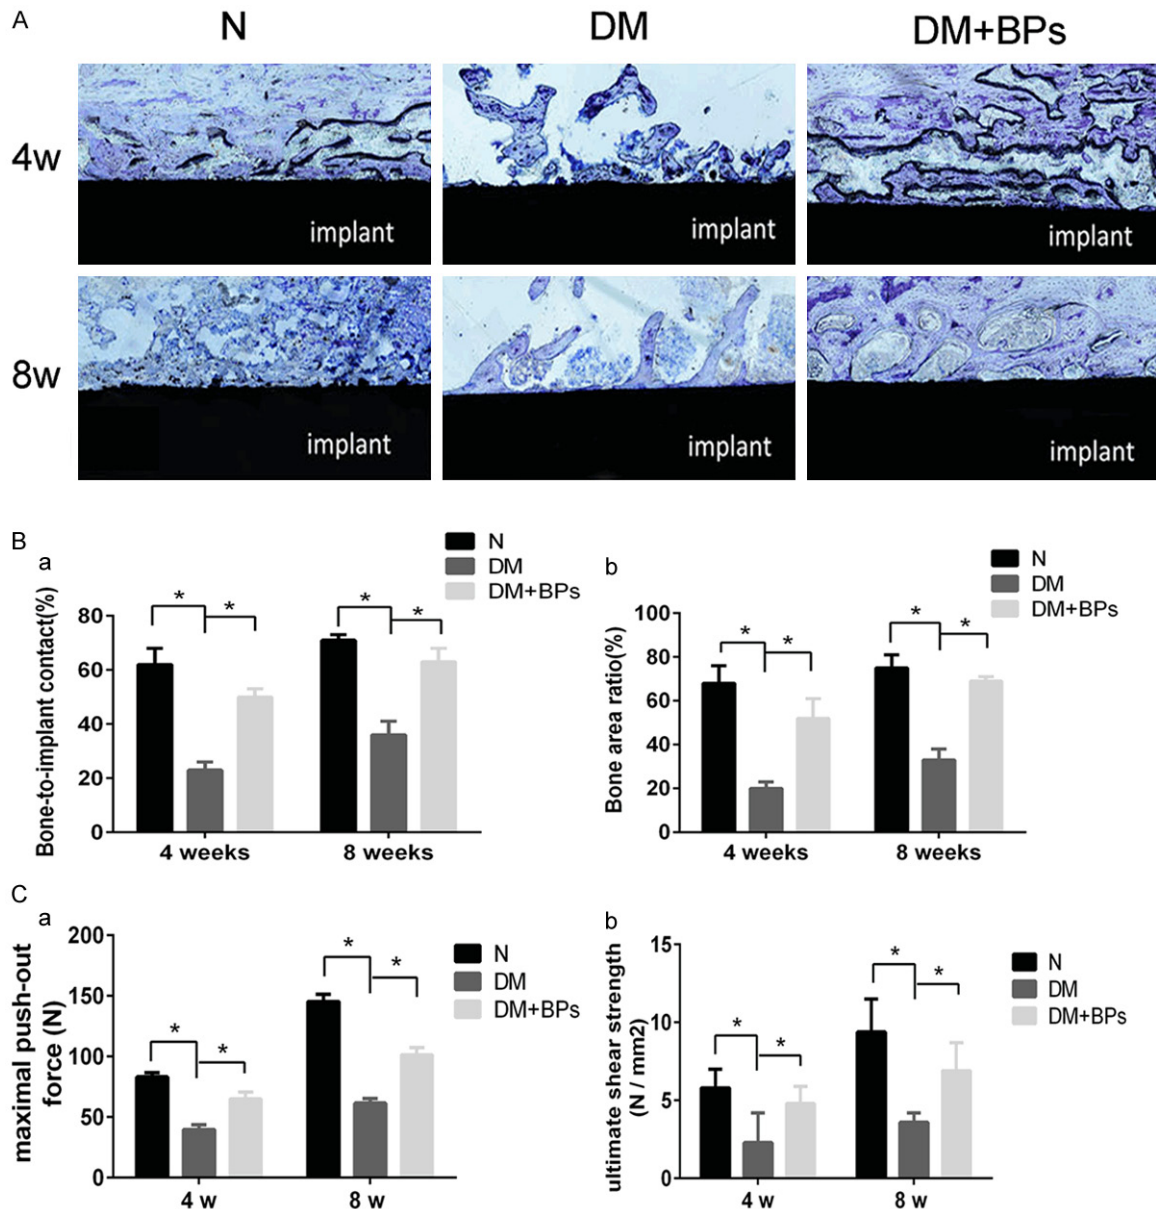 A
N DM DM+BPs
4w
implant implant implant
8w
implant implant implant
B
a
N
DM
DM+BPs
Bone-to-implant contact(%)
80
60
40
20
0
* * * *
4 weeks 8 weeks
b
N
DM
DM+BPs
Bone area ratio(%)
100
80
60
40
20
0
* * * *
4 weeks 8 weeks
C
a
N
DM
DM+BPs
maximal push-out
force (N)
200
150
100
50
0
* * * *
4 w 8 w
b
N
DM
DM+BPs
ultimate shear strength
(N / mm2)
15
10
5
0
* * * *
4 w 8 w